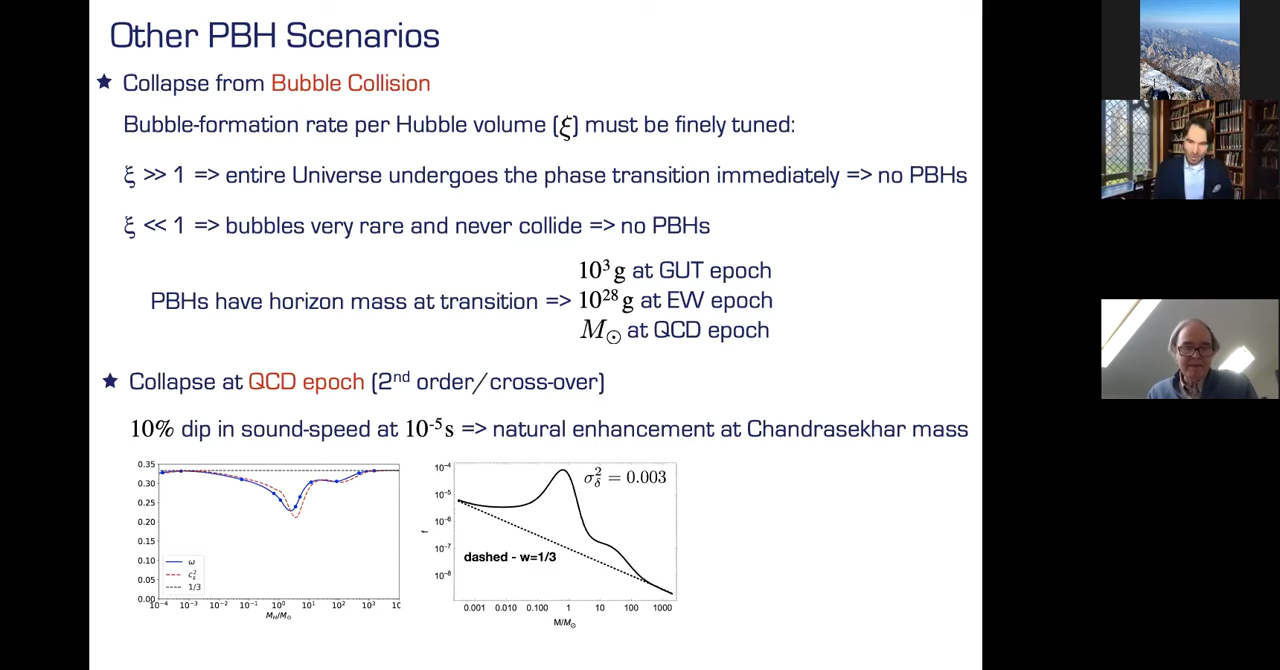 Other PBH Scenarios
★ Collapse from Bubble Collision
Bubble-formation rate per Hubble volume (ξ) must be finely tuned:
ξ >> 1 => entire Universe undergoes the phase transition immediately => no PBHs
ξ << 1 => bubbles very rare and never collide => no PBHs
10³ g at GUT epoch
PBHs have horizon mass at transition => 10²⁸ g at EW epoch
M☉ at QCD epoch
★ Collapse at QCD epoch (2nd order/cross-over)
10% dip in sound-speed at 10⁻⁵ s => natural enhancement at Chandrasekhar mass
0.35
0.30
0.25
0.20
0.15
0.10
0.05
0.00
ω
c²ₛ
1/3
10⁻⁴ 10⁻³ 10⁻² 10⁻¹ 10⁰ 10¹ 10² 10³
M_H/M☉
10⁻⁴
10⁻⁵
10⁻⁶
10⁻⁷
10⁻⁸
f
σ²_δ = 0.003
dashed - w=1/3
0.001 0.010 0.100 1 10 100 1000
M/M☉